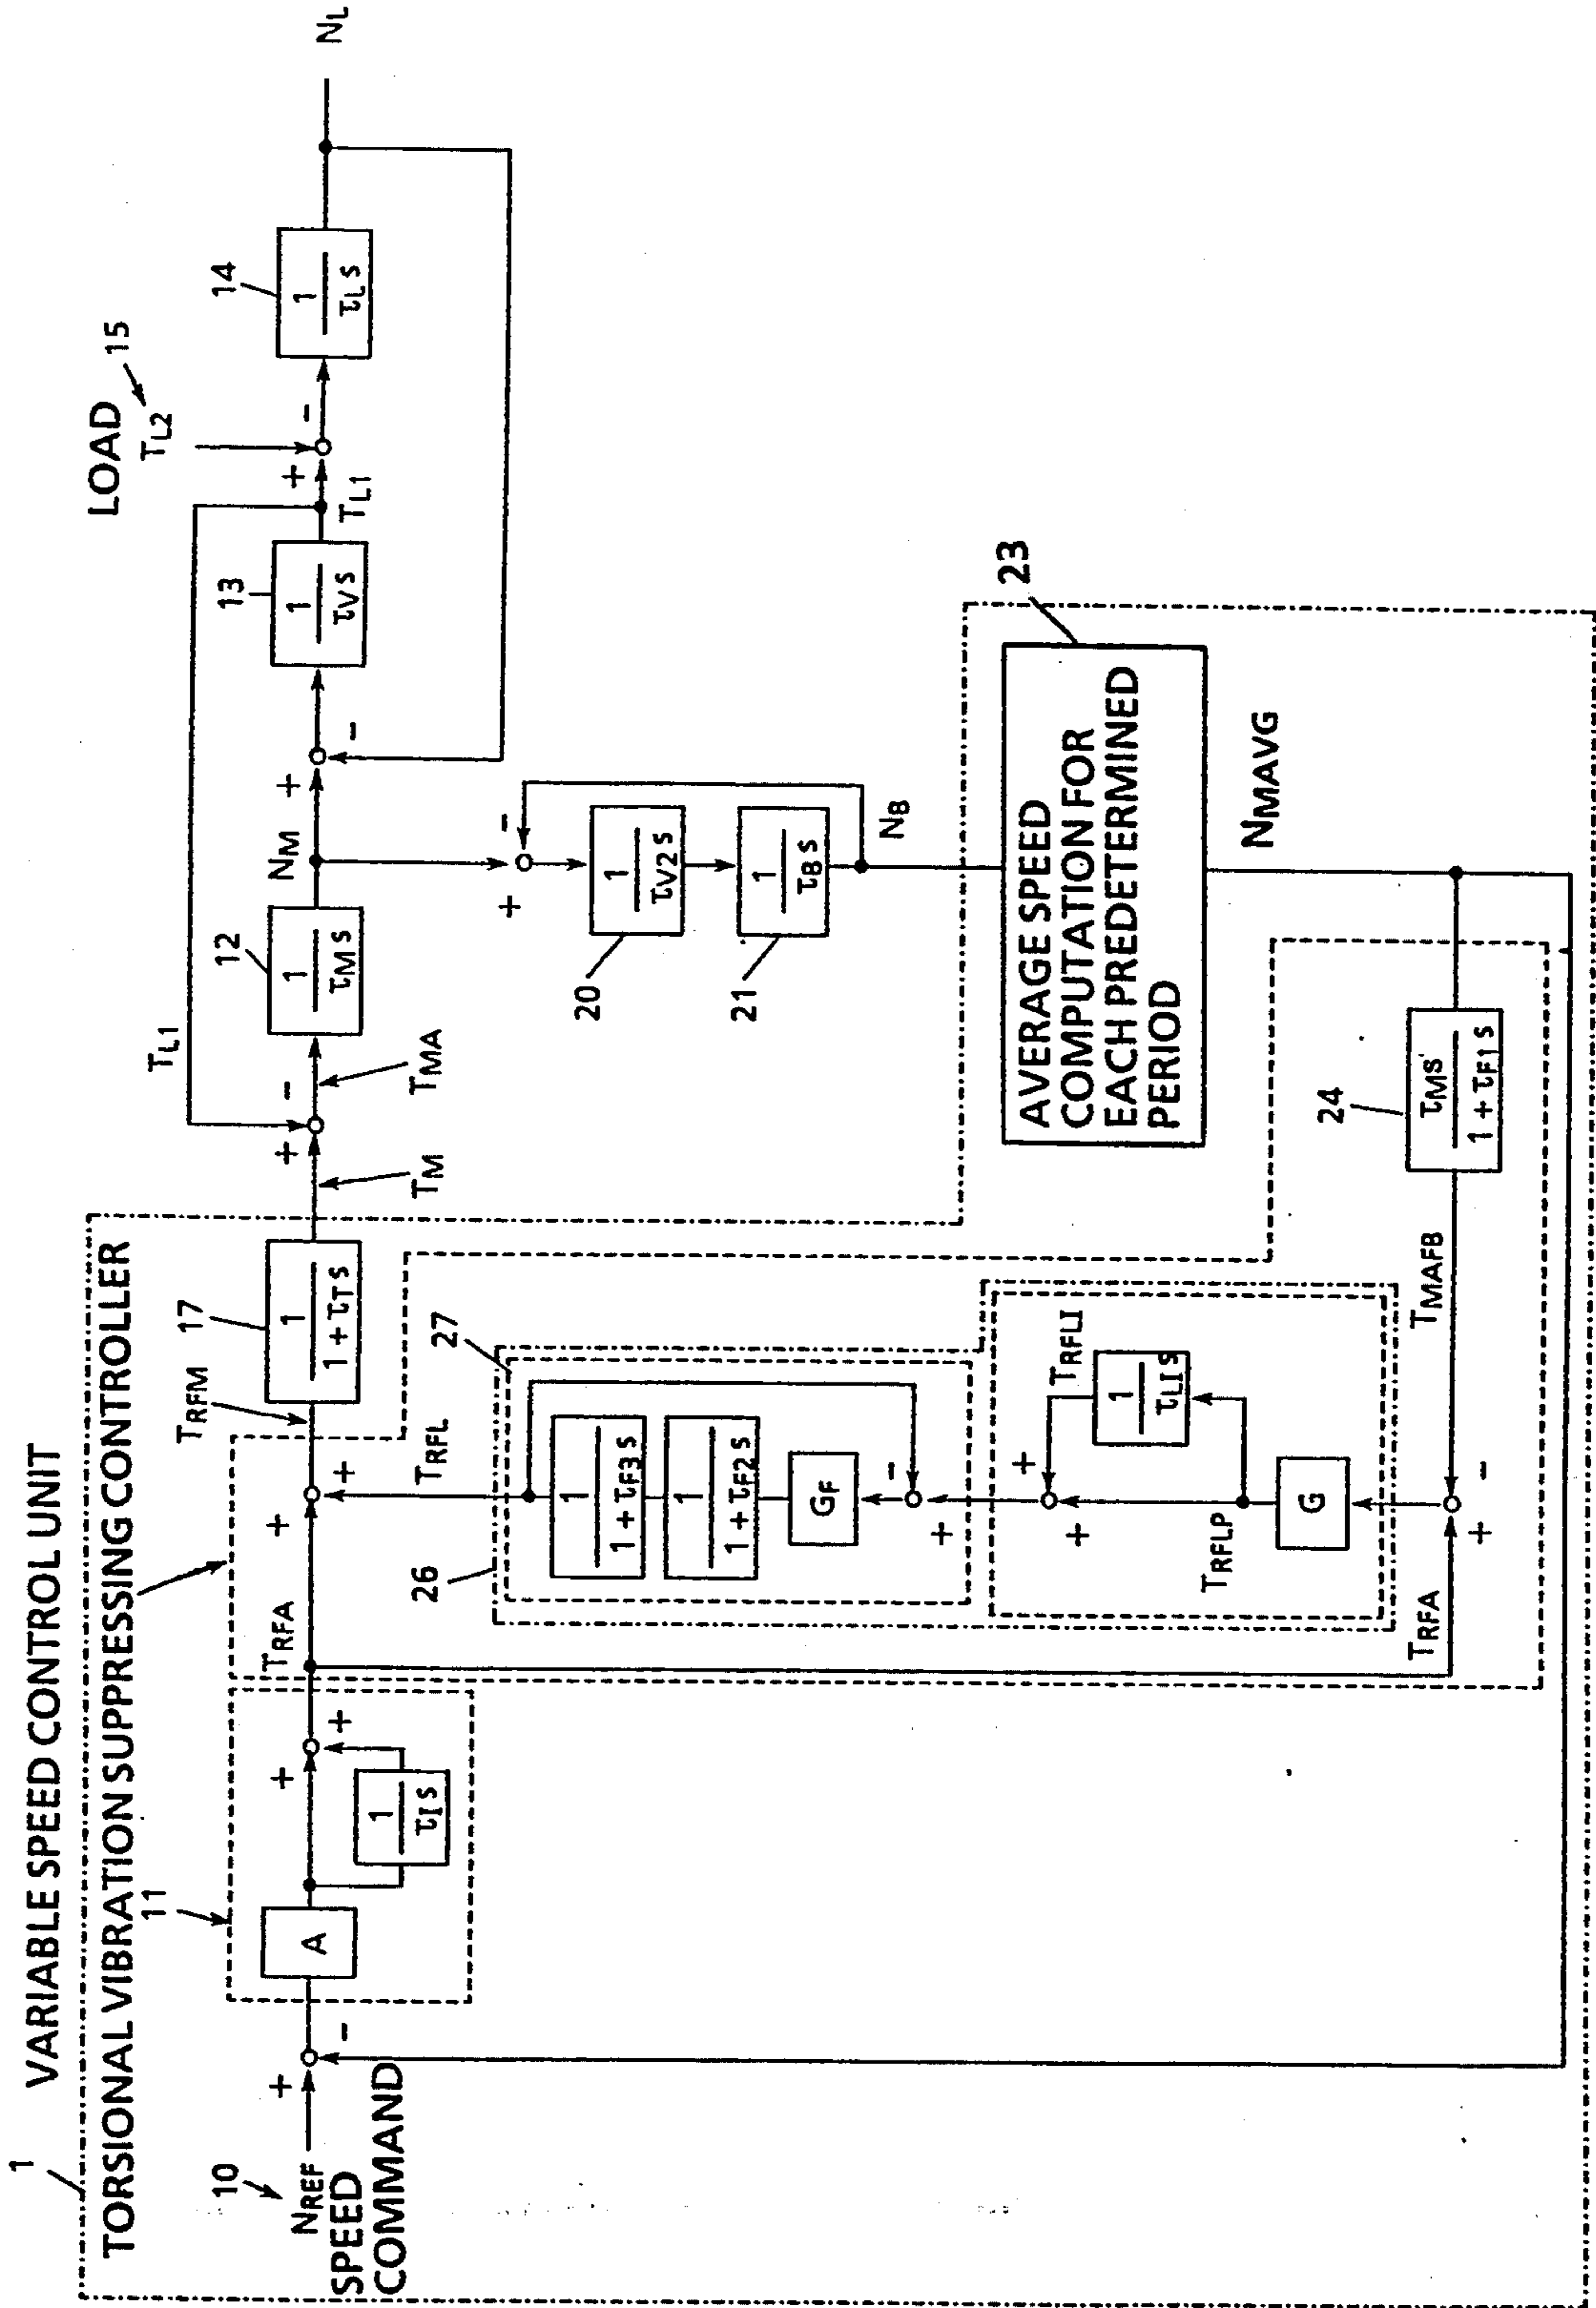 1
VARIABLE SPEED CONTROL UNIT
TORSIONAL VIBRATION SUPPRESSING CONTROLLER
10
NREF
SPEED
COMMAND
+
-
11
A
1
τI S
+
+
TRFA
+
+
TRFM
17
1
1 + τT S
TM
+
-
TL1
TMA
12
1
τM S
NM
+
-
13
1
τV S
TL1
+
-
LOAD
TL2
15
14
1
τL S
NL
+
-
20
1
τV2 S
21
1
τB S
NB
23
AVERAGE SPEED
COMPUTATION FOR
EACH PREDETERMINED
PERIOD
NMAVG
24
τMS'
1 + τF1 S
TMAFB
TRFA
+
-
G
TRFLP
1
τLI S
TRFLI
+
+
26
27
+
-
GF
1
1 + τF2 S
1
1 + τF3 S
TRFL